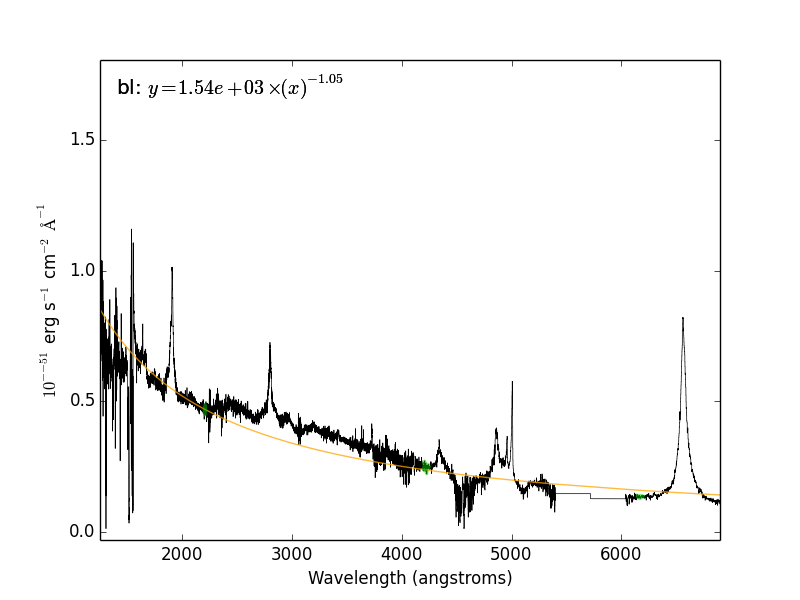 bl: y=1.54e+03×(x)^−1.05
1.5
1.0
0.5
0.0
10^−−51 erg s^−1 cm^−2 Å^−1
2000 3000 4000 5000 6000
Wavelength (angstroms)